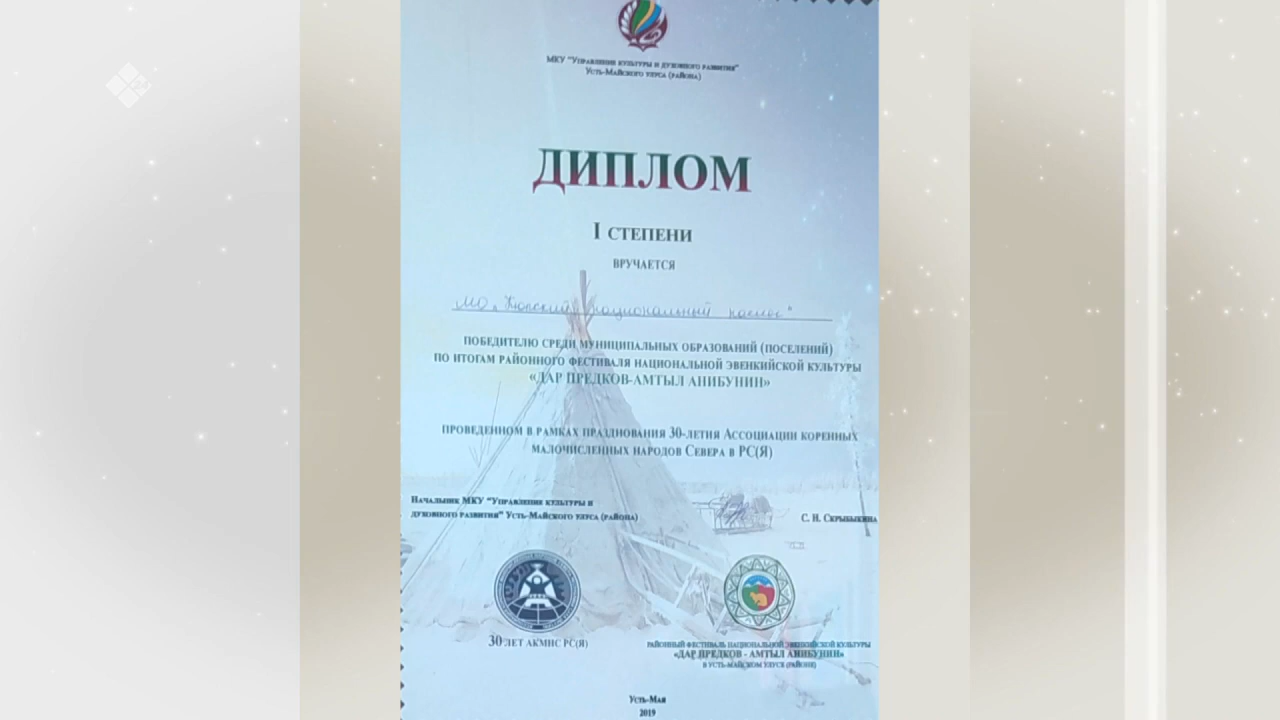 МКУ "Управление культуры и духовного развития"
Усть-Майского улуса (района)
ДИПЛОМ
I СТЕПЕНИ
ВРУЧАЕТСЯ
МО „Кюпский национальный наслег"
ПОБЕДИТЕЛЮ СРЕДИ МУНИЦИПАЛЬНЫХ ОБРАЗОВАНИЙ (ПОСЕЛЕНИЙ)
ПО ИТОГАМ РАЙОННОГО ФЕСТИВАЛЯ НАЦИОНАЛЬНОЙ ЭВЕНКИЙСКОЙ КУЛЬТУРЫ
«ДАР ПРЕДКОВ-АМТЫЛ АНИБУНИН»
ПРОВЕДЕННОМ В РАМКАХ ПРАЗДНОВАНИЯ 30-ЛЕТИЯ АССОЦИАЦИИ КОРЕННЫХ
МАЛОЧИСЛЕННЫХ НАРОДОВ СЕВЕРА В РС(Я)
Начальник МКУ "Управление культуры и
духовного развития" Усть-Майского улуса (района)
С. Н. Скрыбыкина
30 ЛЕТ АКМНС РС(Я)
РАЙОННЫЙ ФЕСТИВАЛЬ НАЦИОНАЛЬНОЙ ЭВЕНКИЙСКОЙ КУЛЬТУРЫ
«ДАР ПРЕДКОВ - АМТЫЛ АНИБУНИН»
В УСТЬ-МАЙСКОМ УЛУСЕ (РАЙОНЕ)
Усть-Мая
2019